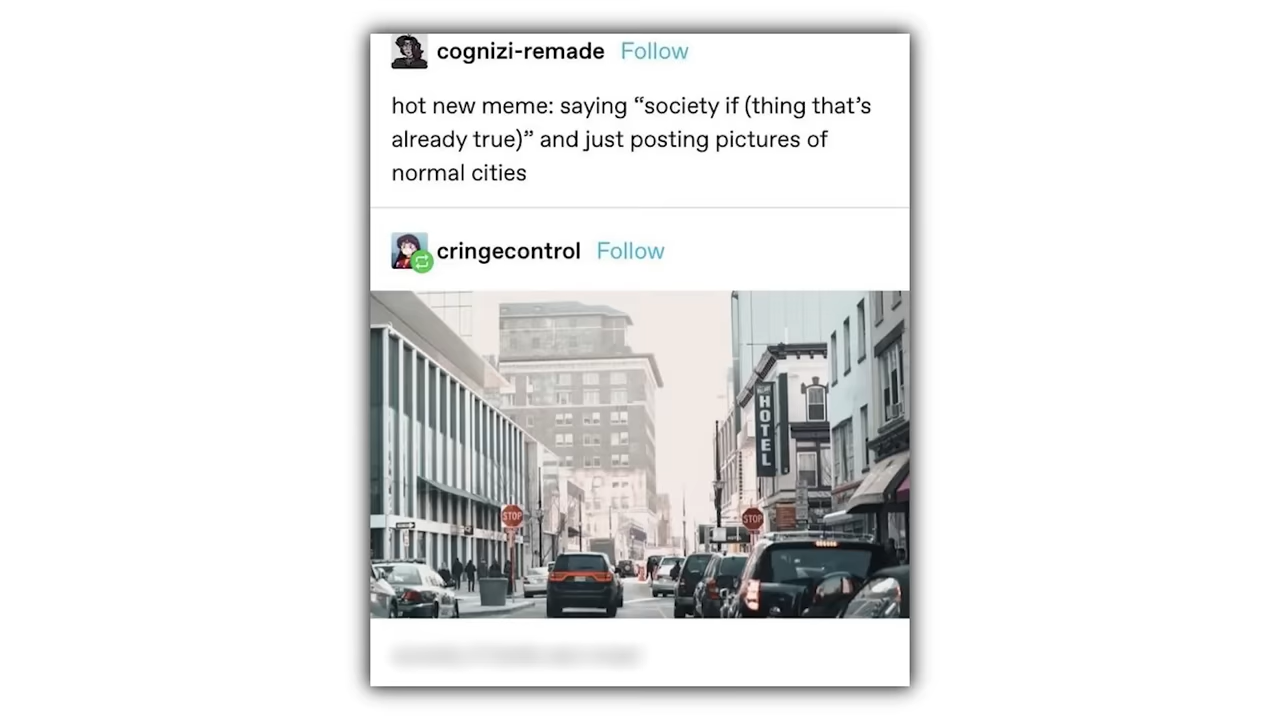 cognizi-remade Follow
hot new meme: saying “society if (thing that’s
already true)” and just posting pictures of
normal cities
cringecontrol Follow
HOTEL
STOP
STOP